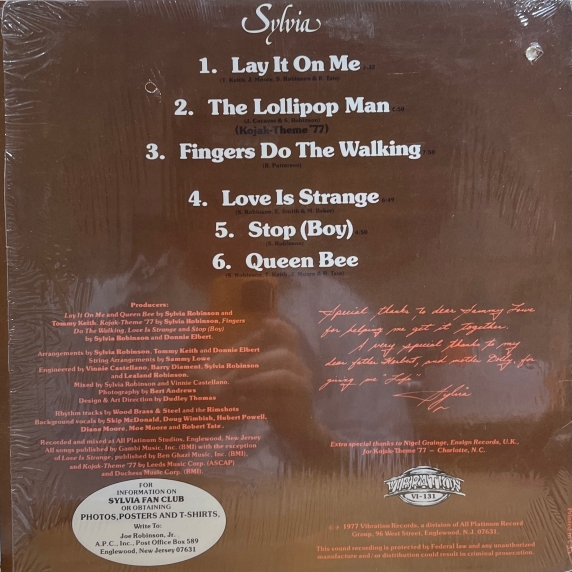 Sylvia
1. Lay It On Me
2. The Lollipop Man
(Kojak-Theme '77)
3. Fingers Do The Walking
4. Love Is Strange
5. Stop (Boy)
6. Queen Bee
Producers:
Lay It On Me and Queen Bee by Sylvia Robinson and
Tommy Keith. Kojak-Theme '77 by Sylvia Robinson, Fingers
Do The Walking, Love Is Strange and Stop (Boy)
by Sylvia Robinson and Donnie Elbert.
Arrangements by Sylvia Robinson, Tommy Keith and Donnie Elbert
String Arrangements by Sammy Lowe
Engineered by Vinnie Castellano, Barry Diament, Sylvia Robinson
and Lealand Robinson.
Mixed by Sylvia Robinson and Vinnie Castellano.
Photography by Bert Andrews
Design & Art Direction by Dudley Thomas
Rhythm tracks by Wood Brass & Steel and the Rimshots
Background vocals by Skip McDonald, Doug Wimbish, Hubert Powell,
Diana Moore, Moe Moore and Robert Tate.
Recorded and mixed at All Platinum Studios, Englewood, New Jersey
All songs published by Gambi Music, Inc. (BMI) with the exception
of Love Is Strange, published by Ben Ghazi Music, Inc. (BMI),
and Kojak-Theme '77 by Leeds Music Corp. (ASCAP)
and Duchess Music Corp. (BMI).
Special thanks to dear Sammy Lowe
for helping me get it together.
A very special thanks to my
dear father Herbert, and mother for
giving me Life
Sylvia
Extra special thanks to Nigel Grainge, Ensign Records, U.K.,
for Kojak-Theme '77 – Charlotte, N.C.
VIBRATION
VI-131
FOR
INFORMATION ON
SYLVIA FAN CLUB
OR OBTAINING
PHOTOS, POSTERS AND T-SHIRTS,
Write To:
Joe Robinson, Jr.
A.P.C., Inc., Post Office Box 589
Englewood, New Jersey 07631
1977 Vibration Records, a division of All Platinum Record
Group, 96 West Street, Englewood, N.J. 07631.
This sound recording is protected by Federal law and any unauthorized
manufacture and/or distribution could result in criminal prosecution.